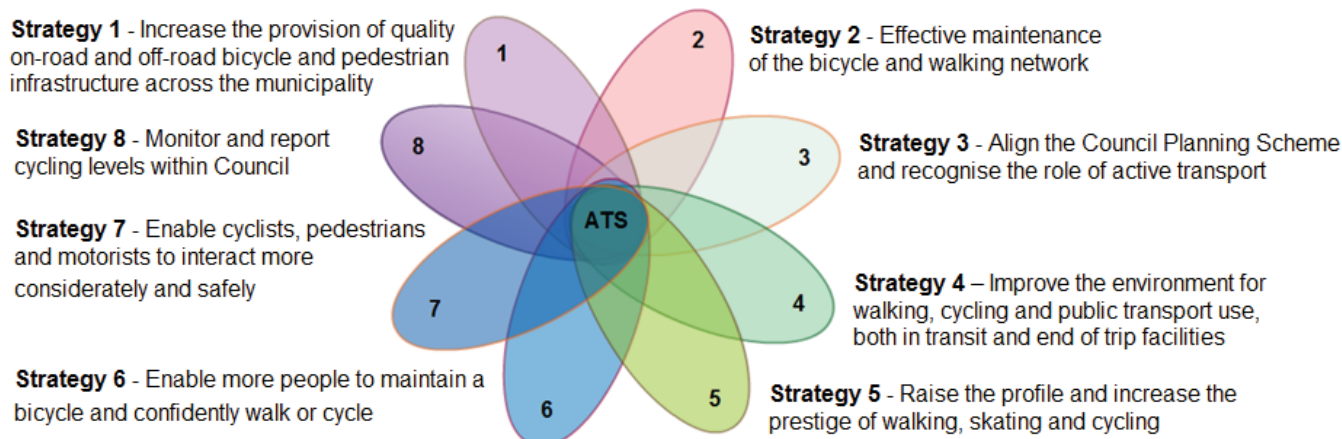 Strategy 1 - Increase the provision of quality
on-road and off-road bicycle and pedestrian
infrastructure across the municipality
Strategy 2 - Effective maintenance
of the bicycle and walking network
Strategy 8 - Monitor and report
cycling levels within Council
Strategy 3 - Align the Council Planning Scheme
and recognise the role of active transport
Strategy 7 - Enable cyclists, pedestrians
and motorists to interact more
considerately and safely
Strategy 4 – Improve the environment for
walking, cycling and public transport use,
both in transit and end of trip facilities
Strategy 6 - Enable more people to maintain a
bicycle and confidently walk or cycle
Strategy 5 - Raise the profile and increase the
prestige of walking, skating and cycling
1
2
3
4
5
6
7
8
ATS